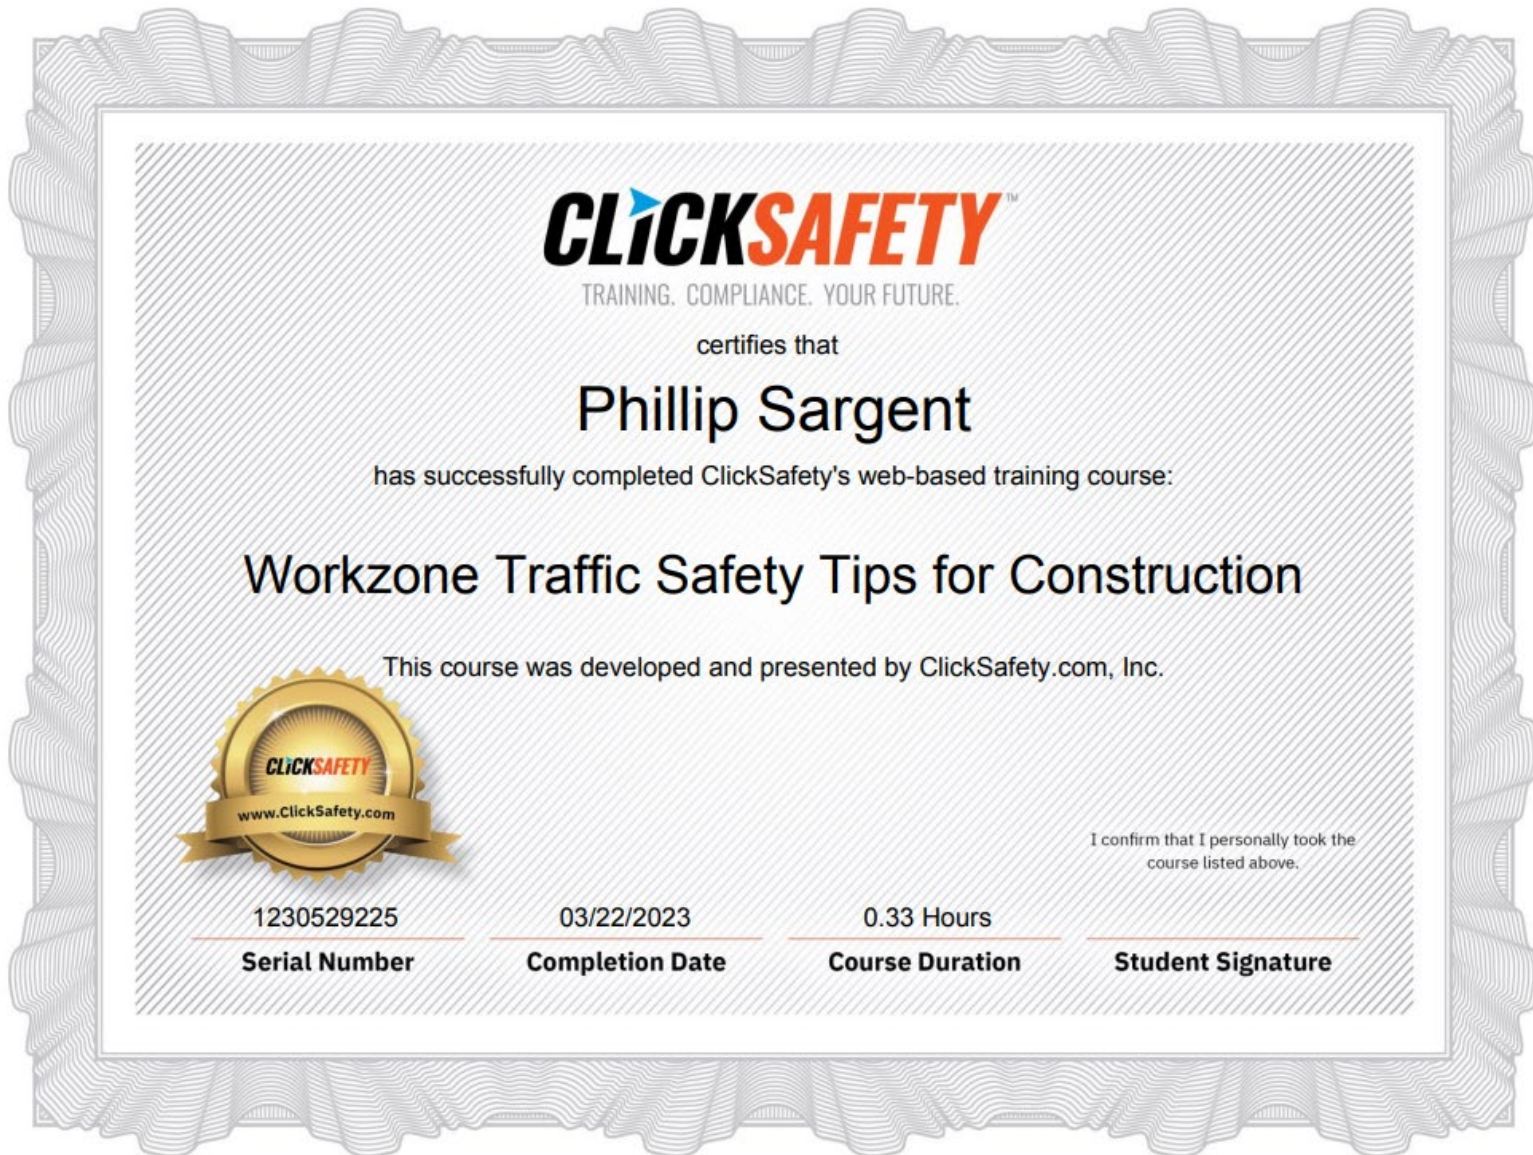 CLICKSAFETY™
TRAINING. COMPLIANCE. YOUR FUTURE.
certifies that
Phillip Sargent
has successfully completed ClickSafety's web-based training course:
Workzone Traffic Safety Tips for Construction
This course was developed and presented by ClickSafety.com, Inc.
CLICKSAFETY
www.ClickSafety.com
I confirm that I personally took the
course listed above.
1230529225 03/22/2023 0.33 Hours
Serial Number Completion Date Course Duration Student Signature